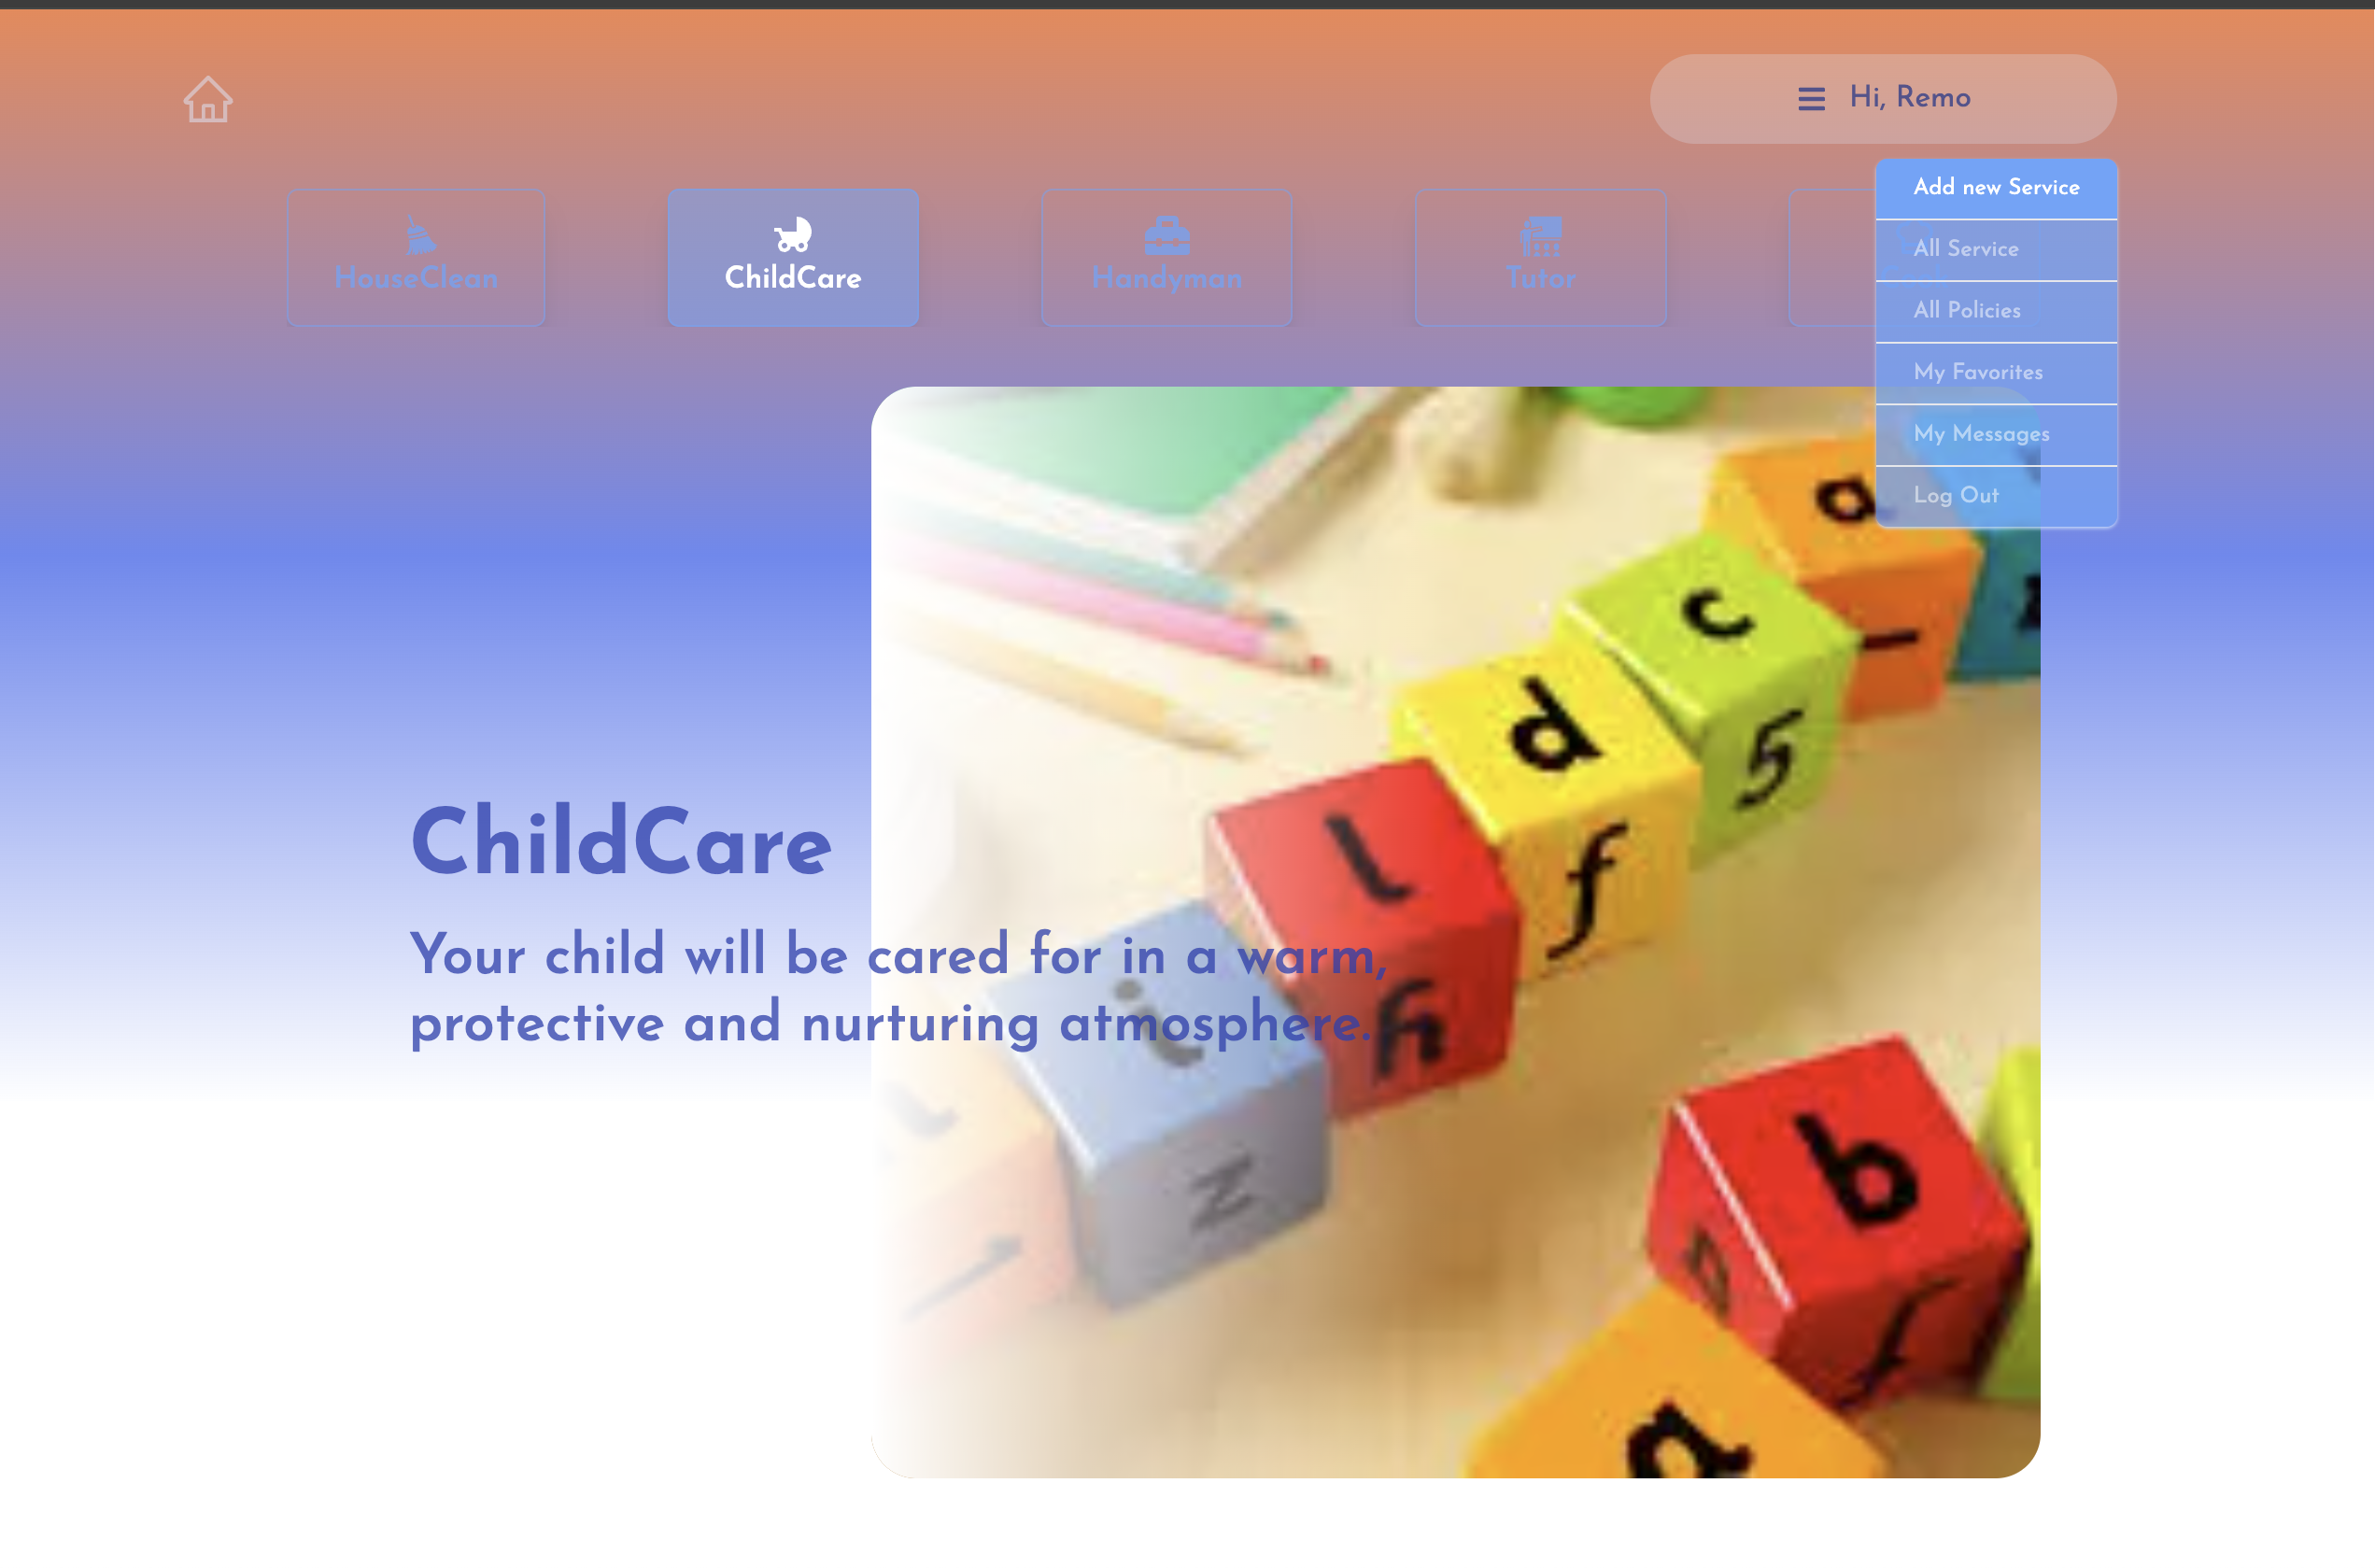 Hi, Remo
Add new Service
All Service
All Policies
My Favorites
My Messages
Log Out
HouseClean
ChildCare
Handyman
Tutor
ChildCare
Your child will be cared for in a warm,
protective and nurturing atmosphere.
a
c
d
h
l
f
h
i
z
b
a
f
a